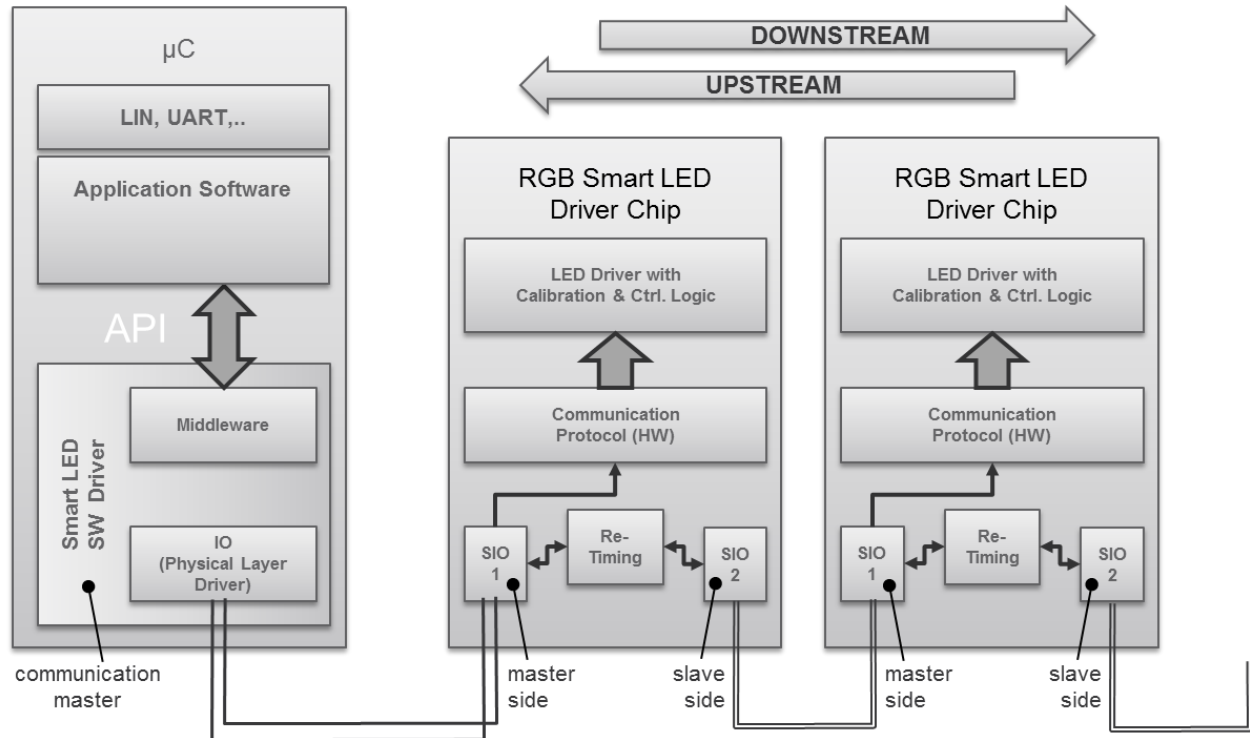 DOWNSTREAM
UPSTREAM
µC
LIN, UART,..
Application Software
API
Middleware
Smart LED
SW Driver
IO
(Physical Layer
Driver)
communication
master
RGB Smart LED
Driver Chip
LED Driver with
Calibration & Ctrl. Logic
Communication
Protocol (HW)
SIO
1
Re-
Timing
SIO
2
master
side
slave
side
RGB Smart LED
Driver Chip
LED Driver with
Calibration & Ctrl. Logic
Communication
Protocol (HW)
SIO
1
Re-
Timing
SIO
2
master
side
slave
side